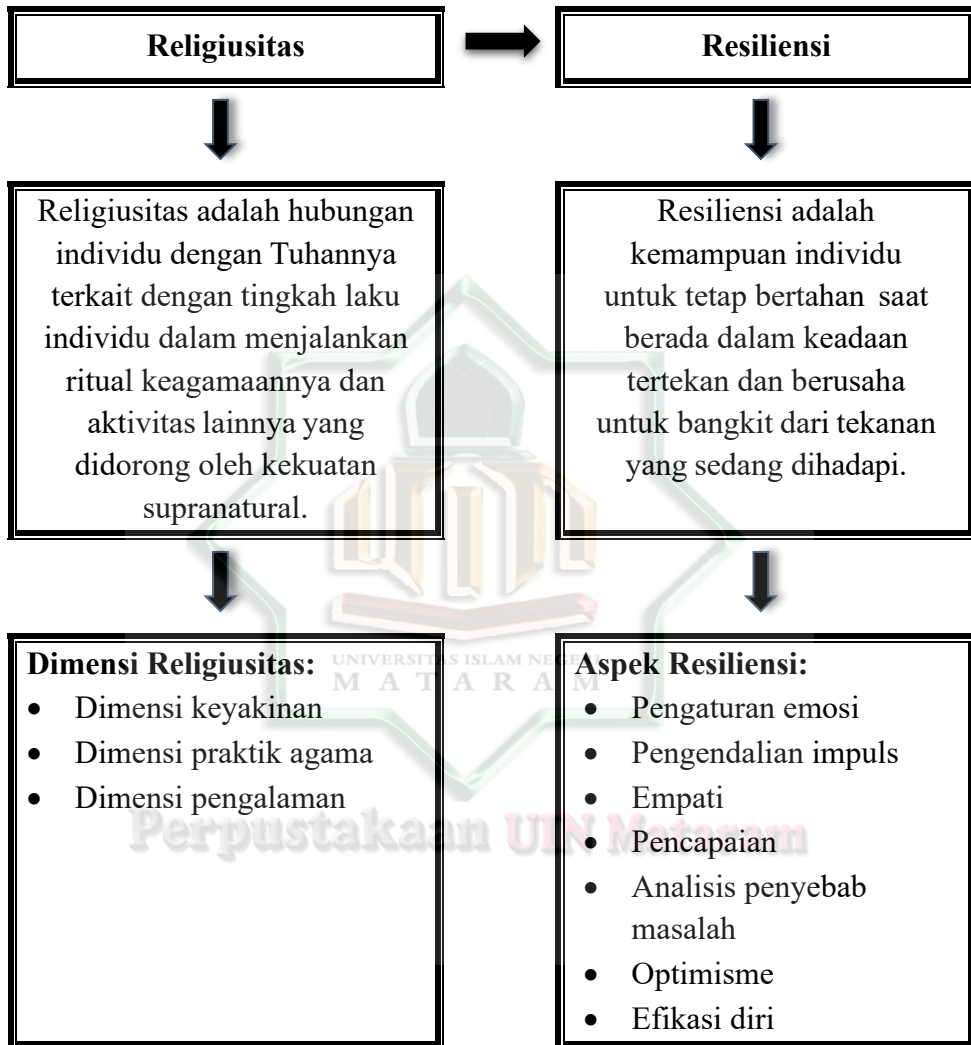 Religiusitas
Resiliensi
Religiusitas adalah hubungan
individu dengan Tuhannya
terkait dengan tingkah laku
individu dalam menjalankan
ritual keagamaannya dan
aktivitas lainnya yang
didorong oleh kekuatan
supranatural.
Resiliensi adalah
kemampuan individu
untuk tetap bertahan saat
berada dalam keadaan
tertekan dan berusaha
untuk bangkit dari tekanan
yang sedang dihadapi.
Dimensi Religiusitas:
• Dimensi keyakinan
• Dimensi praktik agama
• Dimensi pengalaman
Aspek Resiliensi:
• Pengaturan emosi
• Pengendalian impuls
• Empati
• Pencapaian
• Analisis penyebab
masalah
• Optimisme
• Efikasi diri
UNIVERSITAS ISLAM NEGERI
MATARAM
Perpustakaan UIN Mataram